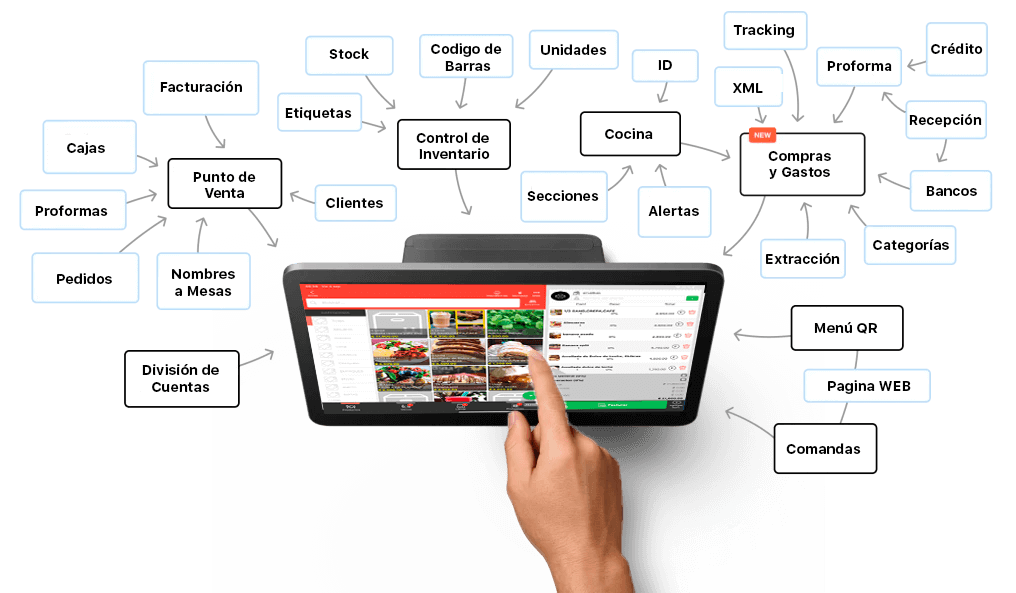 Tracking
Stock
Codigo de
Barras
Unidades
Crédito
ID
Proforma
Facturación
XML
Etiquetas
Recepción
Cajas
Control de
Inventario
Cocina
NEW
Compras
y Gastos
Punto de
Venta
Bancos
Secciones
Clientes
Proformas
Alertas
Categorías
Extracción
Pedidos
Nombres
a Mesas
Menú QR
División de
Cuentas
Pagina WEB
Comandas